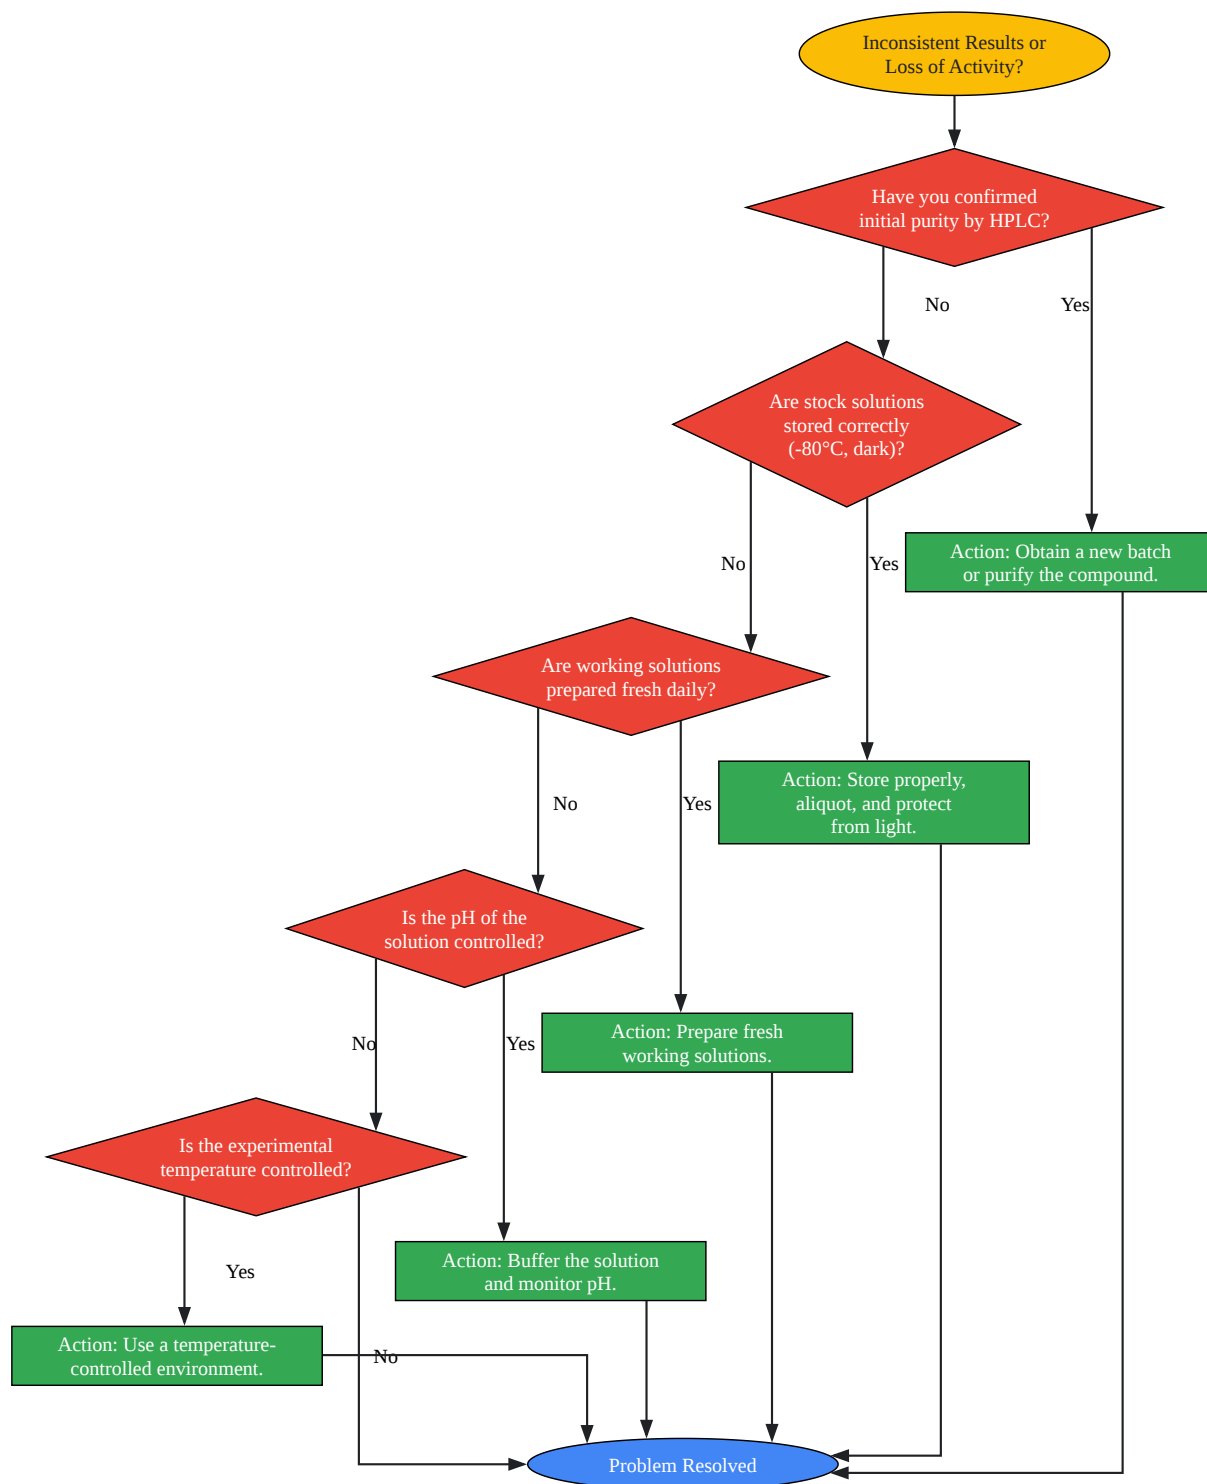 Inconsistent Results or
Loss of Activity?
Have you confirmed
initial purity by HPLC?
No
Yes
Are stock solutions
stored correctly
(-80°C, dark)?
Action: Obtain a new batch
or purify the compound.
No
Yes
Are working solutions
prepared fresh daily?
Action: Store properly,
aliquot, and protect
from light.
No
Yes
Is the pH of the
solution controlled?
Action: Prepare fresh
working solutions.
No
Yes
Is the experimental
temperature controlled?
Action: Buffer the solution
and monitor pH.
Yes
Action: Use a temperature-
controlled environment.
No
Problem Resolved